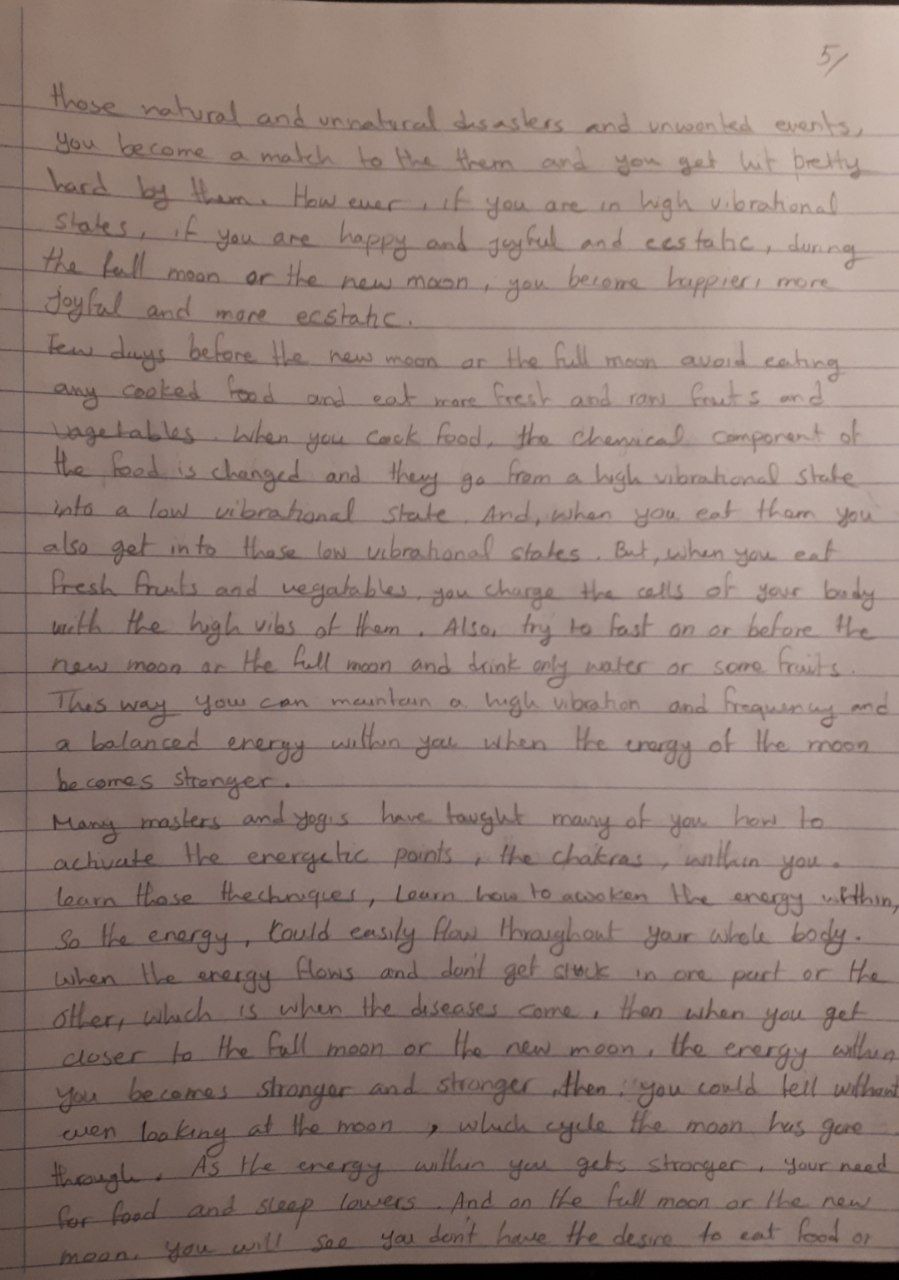 5/
those natural and unnatural disasters and unwonted events,
you become a match to the them and you get hit pretty
hard by them. However, if you are in high vibrational
states, if you are happy and joyful and ecstatic, during
the full moon or the new moon, you become happier, more
joyful and more ecstatic.
Few days before the new moon or the full moon avoid eating
any cooked food and eat more fresh and raw fruits and
vagetables. When you cock food, the chemical component of
the food is changed and they go from a high vibrational state
into a low vibrational state. And, when you eat them you
also get into those low vibrational states. But, when you eat
fresh fruits and vegatables, you charge the cells of your body
with the high vibs of them. Also, try to fast on or before the
new moon or the full moon and drink only water or some fruits.
This way you can maintain a high vibration and frequency and
a balanced energy within you when the energy of the moon
becomes stronger.
Many masters and yogis have taught many of you how to
activate the energetic points, the chakras, within you.
learn those thechniques, learn how to awoken the energy within,
so the energy, could easily flow throughout your whole body.
when the energy flows and don't get stuck in one part or the
other, which is when the diseases come, then when you get
closer to the full moon or the new moon, the energy within
you becomes stronger and stronger, then, you could tell without
even looking at the moon, which cycle the moon has gone
through. As the energy within you gets stronger, your need
for food and sleep lowers. And on the full moon or the new
moon, you will see you don't have the desire to eat food or